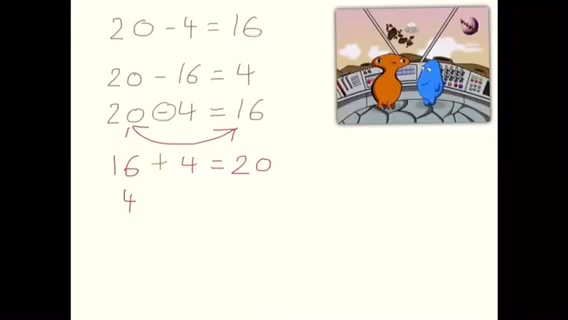 20 - 4 = 16
20 - 16 = 4
20 - 4 = 16
16 + 4 = 20
4